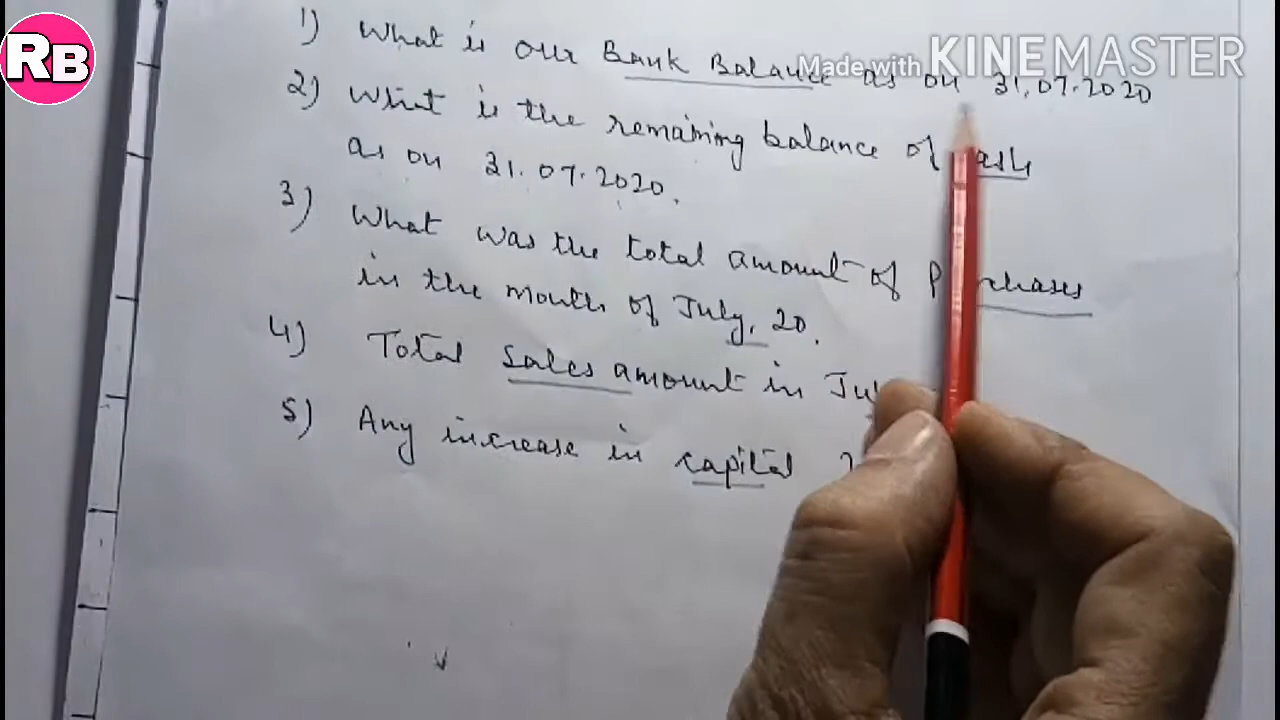 RB
Made with KINEMASTER
1) What is our Bank Balance as on 31.07.2020
2) What is the remaining balance of cash
as on 31.07.2020.
3) What was the total amount of Purchases
in the month of July, 20.
4) Total sales amount in
5) Any increase in capital